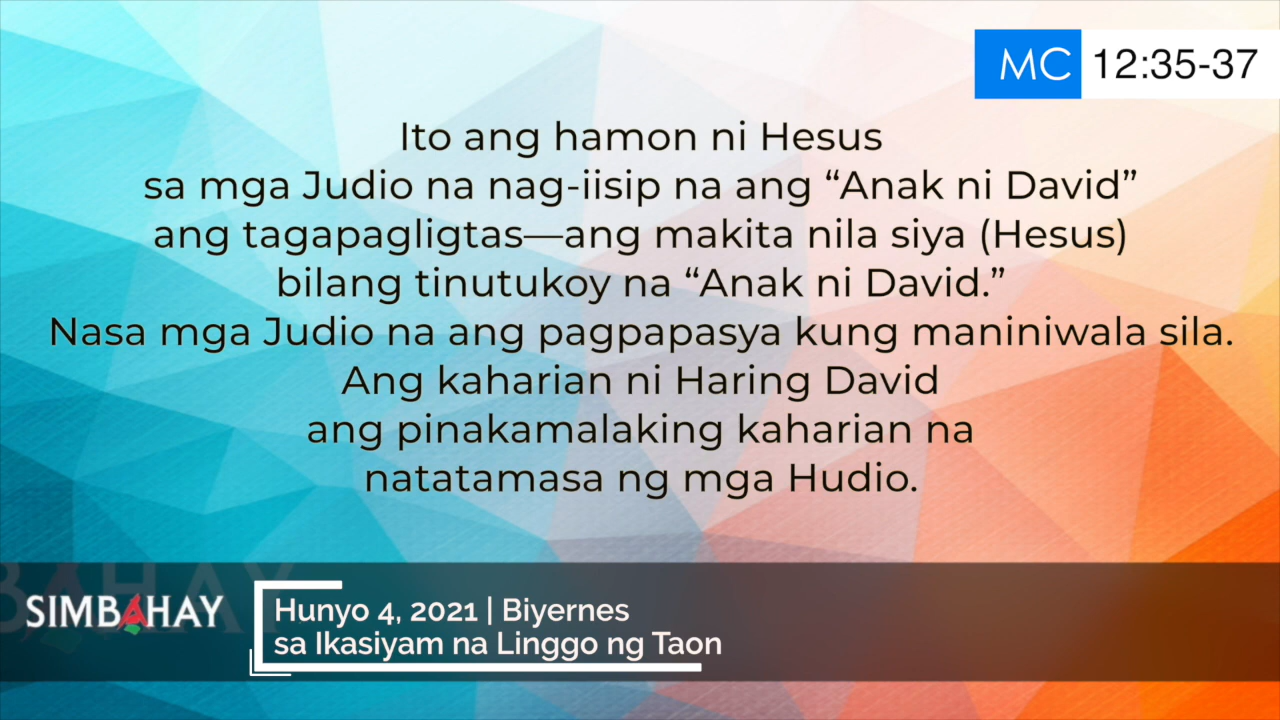 MC 12:35-37
Ito ang hamon ni Hesus
sa mga Judio na nag-iisip na ang “Anak ni David”
ang tagapagligtas—ang makita nila siya (Hesus)
bilang tinutukoy na “Anak ni David.”
Nasa mga Judio na ang pagpapasya kung maniniwala sila.
Ang kaharian ni Haring David
ang pinakamalaking kaharian na
natatamasa ng mga Hudio.
SIMBAHAY
Hunyo 4, 2021 | Biyernes
sa Ikasiyam na Linggo ng Taon